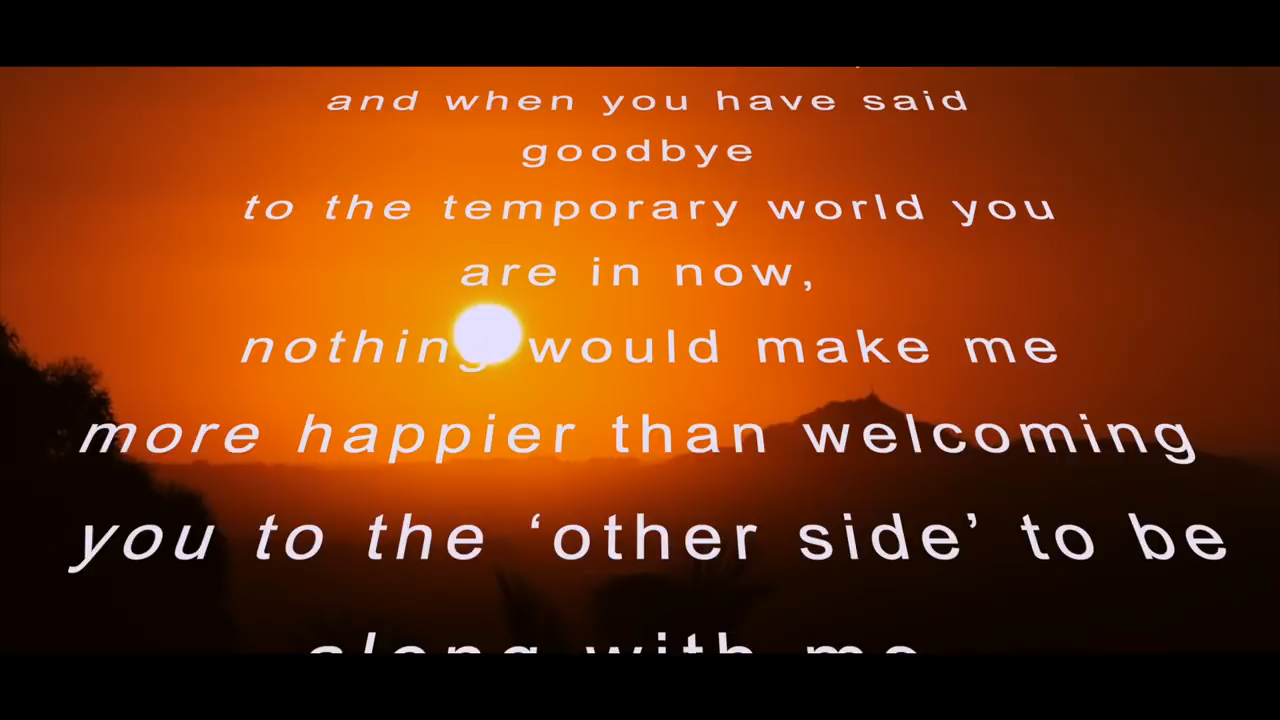 and when you have said
goodbye
to the temporary world you
are in now,
nothing would make me
more happier than welcoming
you to the ‘other side’ to be
along with me